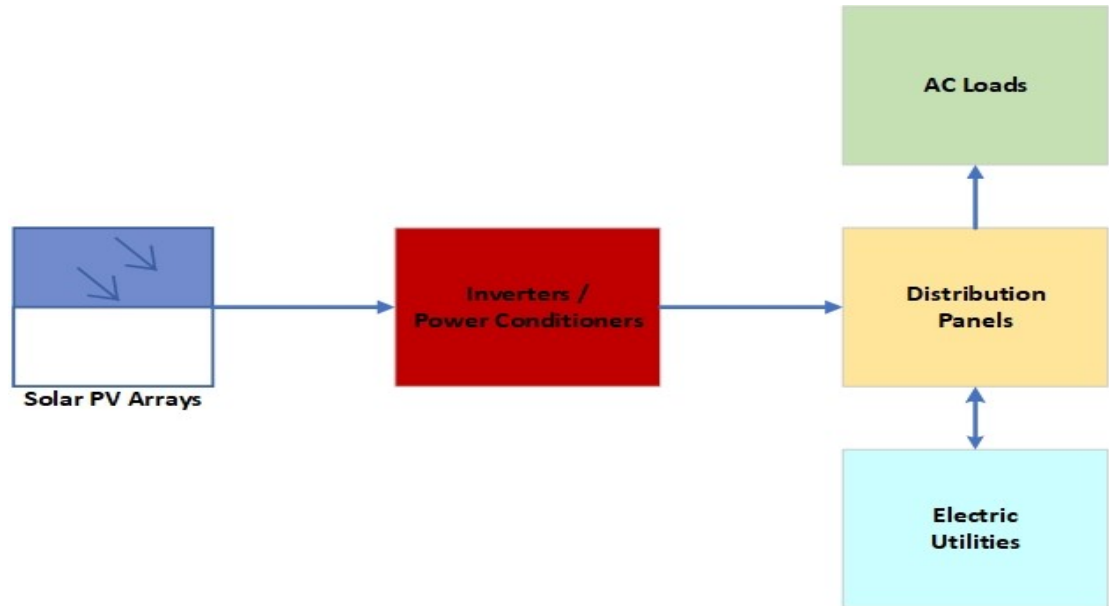 AC Loads
Solar PV Arrays
Inverters /
Power Conditioners
Distribution
Panels
Electric
Utilities